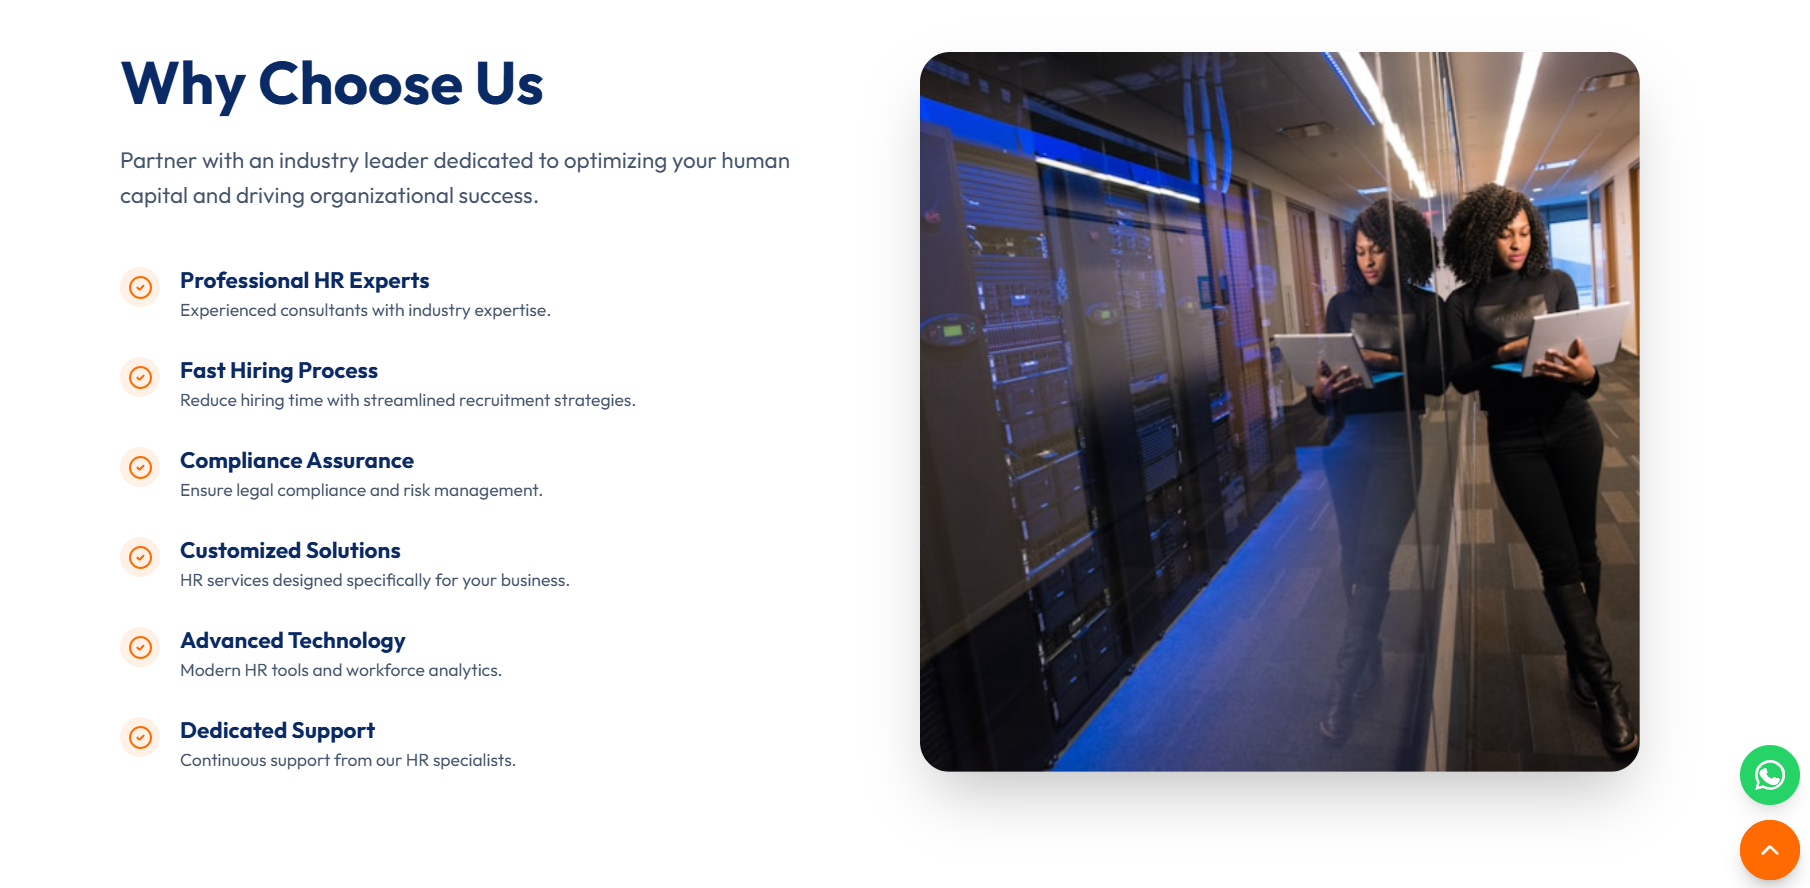 Why Choose Us
Partner with an industry leader dedicated to optimizing your human
capital and driving organizational success.
Professional HR Experts
Experienced consultants with industry expertise.
Fast Hiring Process
Reduce hiring time with streamlined recruitment strategies.
Compliance Assurance
Ensure legal compliance and risk management.
Customized Solutions
HR services designed specifically for your business.
Advanced Technology
Modern HR tools and workforce analytics.
Dedicated Support
Continuous support from our HR specialists.